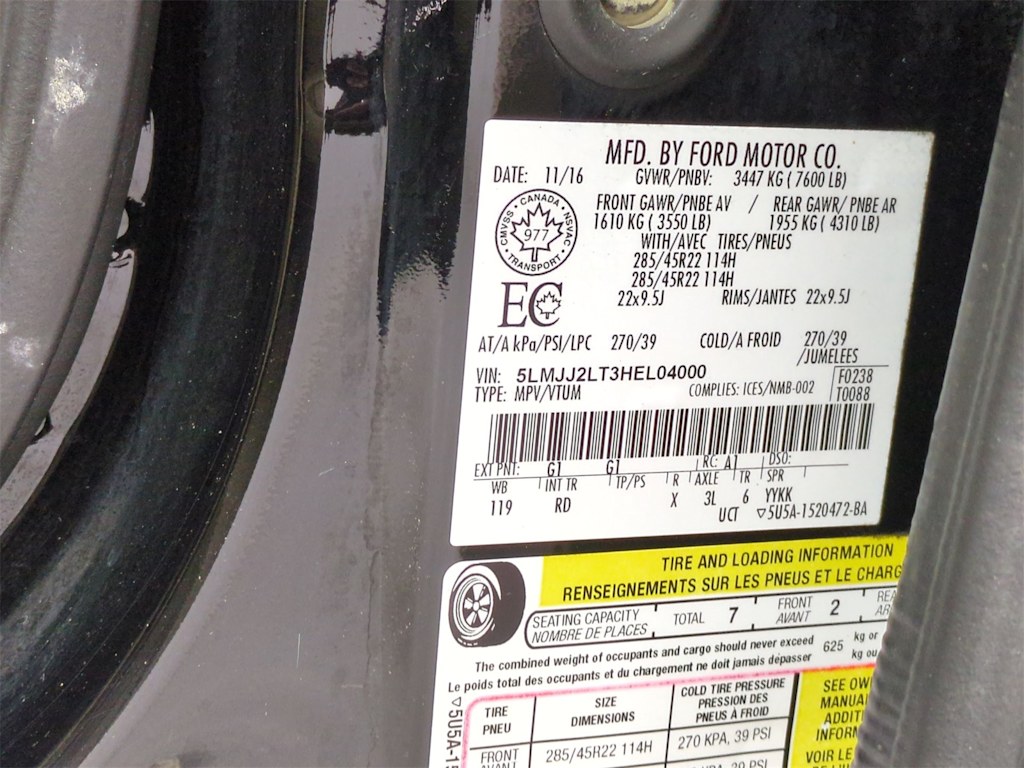 MFD. BY FORD MOTOR CO.
DATE: 11/16 GVWR/PNBV: 3447 KG ( 7600 LB)
FRONT GAWR/PNBE AV / REAR GAWR/ PNBE AR
1610 KG ( 3550 LB) 1955 KG ( 4310 LB)
WITH/AVEC TIRES/PNEUS
285/45R22 114H
285/45R22 114H
22x9.5J RIMS/JANTES 22x9.5J
CANADA · NSVAC · TRANSPORT · CMVSS ·
977
EC
AT/A kPa/PSI/LPC 270/39 COLD/A FROID 270/39
/JUMELEES
VIN: 5LMJJ2LT3HEL04000
TYPE: MPV/VTUM COMPLIES: ICES/NMB-002
F0238
T0088
EXT PNT: G1 G1 RC: A1 DSO:
WB INT TR TP/PS R AXLE TR SPR
119 RD X 3L 6 YYKK
UCT ▽5U5A-1520472-BA
TIRE AND LOADING INFORMATION
RENSEIGNEMENTS SUR LES PNEUS ET LE CHARG
SEATING CAPACITY
NOMBRE DE PLACES
TOTAL 7 FRONT 2
AVANT
The combined weight of occupants and cargo should never exceed 625 kg or
Le poids total des occupants et du chargement ne doit jamais dépasser kg ou
TIRE
PNEU
SIZE
DIMENSIONS
COLD TIRE PRESSURE
PRESSION DES
PNEUS À FROID
FRONT
AVANT
285/45R22 114H 270 KPA, 39 PSI
SEE OW
MANUA
ADDITI
INFORM
VOIR LE
▽5U5A-15